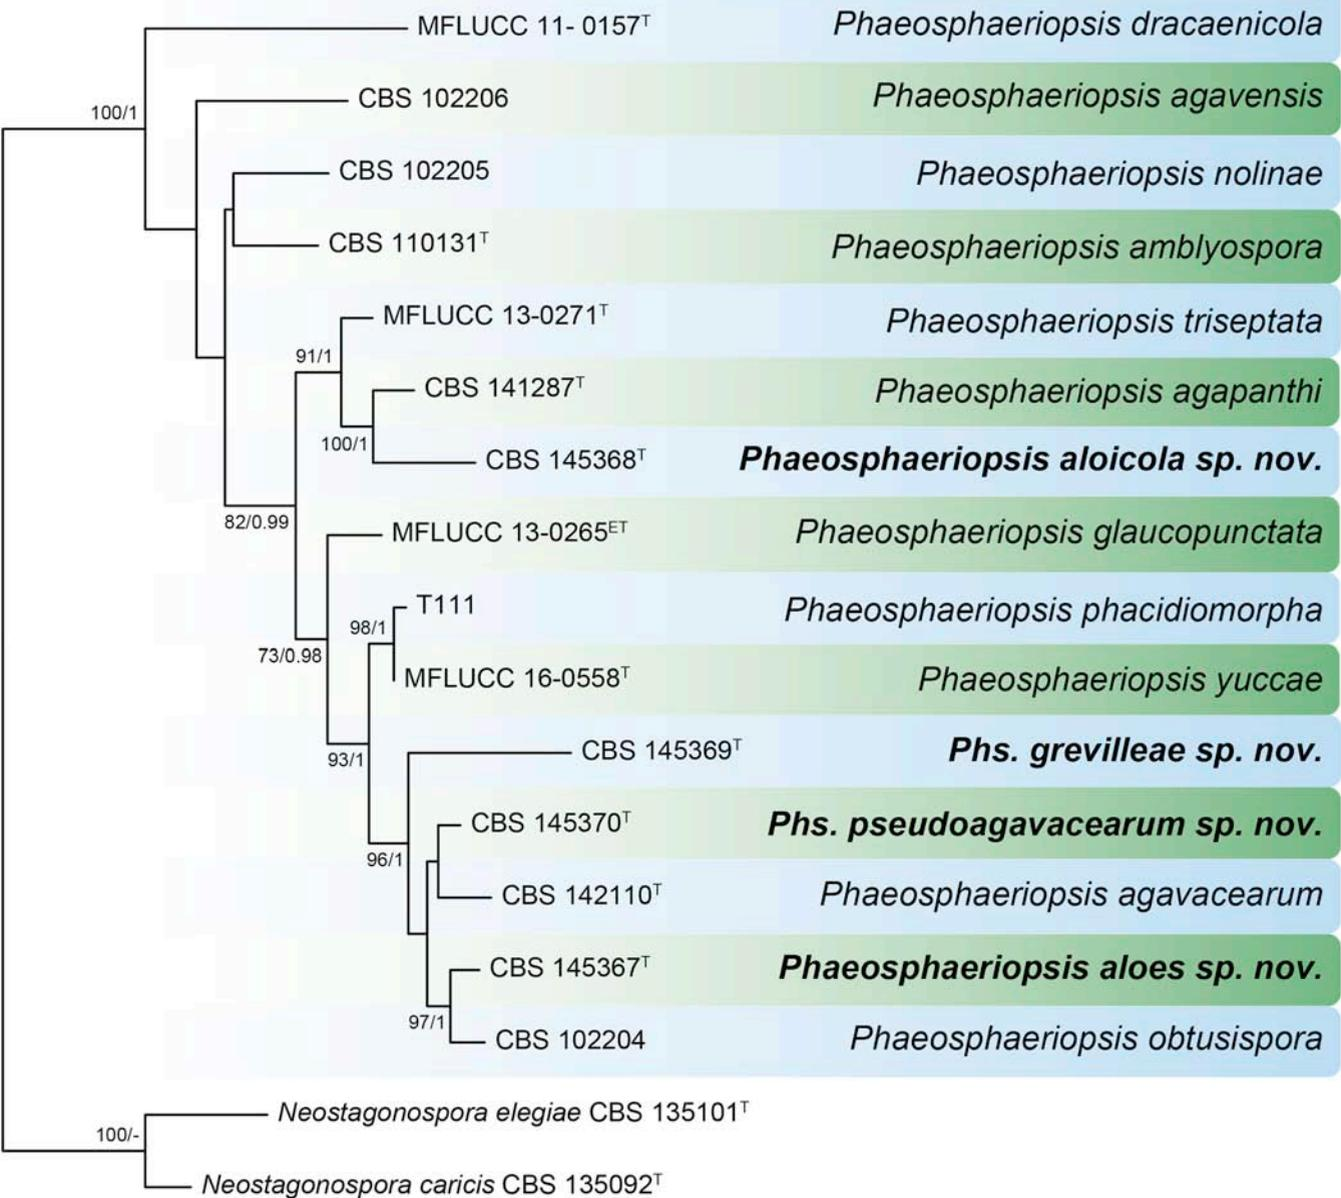 MFLUCC 11- 0157ᵀ Phaeosphaeriopsis dracaenicola
CBS 102206 Phaeosphaeriopsis agavensis
100/1
CBS 102205 Phaeosphaeriopsis nolinae
CBS 110131ᵀ Phaeosphaeriopsis amblyospora
MFLUCC 13-0271ᵀ Phaeosphaeriopsis triseptata
91/1
CBS 141287ᵀ Phaeosphaeriopsis agapanthi
100/1
CBS 145368ᵀ Phaeosphaeriopsis aloicola sp. nov.
82/0.99
MFLUCC 13-0265ᴱᵀ Phaeosphaeriopsis glaucopunctata
T111 Phaeosphaeriopsis phacidiomorpha
98/1
73/0.98
MFLUCC 16-0558ᵀ Phaeosphaeriopsis yuccae
CBS 145369ᵀ Phs. grevilleae sp. nov.
93/1
CBS 145370ᵀ Phs. pseudoagavacearum sp. nov.
96/1
CBS 142110ᵀ Phaeosphaeriopsis agavacearum
CBS 145367ᵀ Phaeosphaeriopsis aloes sp. nov.
97/1
CBS 102204 Phaeosphaeriopsis obtusispora
Neostagonospora elegiae CBS 135101ᵀ
100/-
Neostagonospora caricis CBS 135092ᵀ